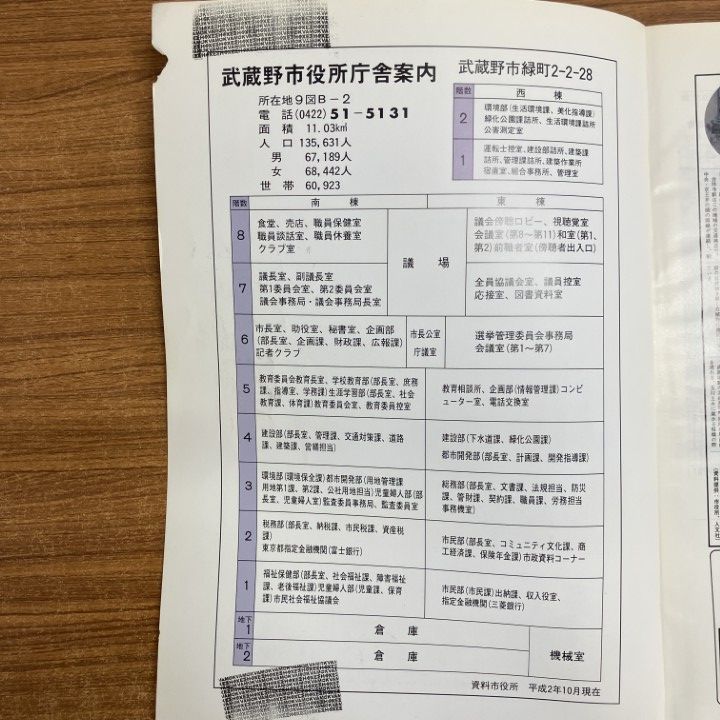 武蔵野市役所庁舎案内
武蔵野市緑町2-2-28
所在地9図B-2
電話(0422)51-5131
面積 11.03k㎡
人口 135,631人
男 67,189人
女 68,442人
世帯 60,923
階数 西棟
2
環境部(生活環境課、美化指導課)
緑化公園課詰所、生活環境課詰所
公害測定室
1
運転士控室、建設部詰所、建築課
詰所、管理課詰所、建築作業所
宿直室、組合事務所、管理室
階数 南棟 東棟
8
食堂、売店、職員保健室
職員談話室、職員休養室
クラブ室
議場
議会傍聴ロビー、視聴覚室
会議室(第8~第11)和室(第1、
第2)前職者室(傍聴者出入口)
7
議長室、副議長室
第1委員会室、第2委員会室
議会事務局・議会事務局長室
全員協議会室、議員控室
応接室、図書資料室
6
市長室、助役室、秘書室、企画部
(部長室、企画課、財政課、広報課)
記者クラブ
市長公室
庁議室
選挙管理委員会事務局
会議室(第1~第7)
5
教育委員会教育長室、学校教育部(部長室、庶務
課、指導室、学務課)生涯学習部(部長室、社会
教育課、体育課)教育委員会室、教育委員控室
教育相談所、企画部(情報管理課)コンピ
ューター室、電話交換室
4
建設部(部長室、管理課、交通対策課、道路
課、建築課、営繕担当)
建設部(下水道課、緑化公園課)
都市開発部(部長室、計画課、開発指導課)
3
環境部(環境保全課)都市開発部(用地管理課
用地第1課、第2課、公社用地担当)児童婦人部(部
長室、児童婦人室)監査委員事務局、監査委員室
総務部(部長室、文書課、法規担当、防災
課、管財課、契約課、職員課、労務担当
事務機室)
2
税務部(部長室、納税課、市民税課、資産税
課)
東京都指定金融機関(富士銀行)
市民部(部長室、コミュニティ文化課、商
工経済課、保険年金課)市政資料コーナー
1
福祉保健部(部長室、社会福祉課、障害福祉
課、老後福祉課)児童婦人部(児童課、保育
課)市民社会福祉協議会
市民部(市民課)出納課、収入役室、
指定金融機関(三菱銀行)
地下1
倉庫
機械室
地下2
倉庫
資料市役所 平成2年10月現在